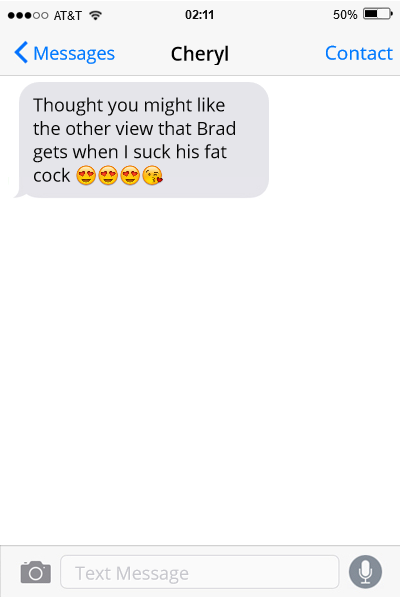 AT&T 02:11 50%
Messages Cheryl Contact
Thought you might like
the other view that Brad
gets when I suck his fat
cock 😍😍😍😘
Text Message